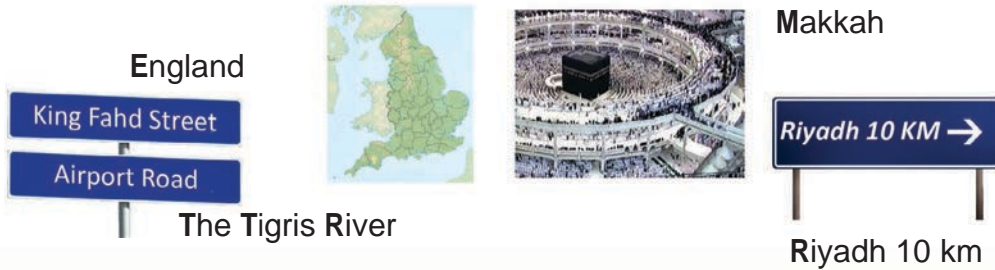 Makkah
England
King Fahd Street
Airport Road
Riyadh 10 KM →
The Tigris River
Riyadh 10 km